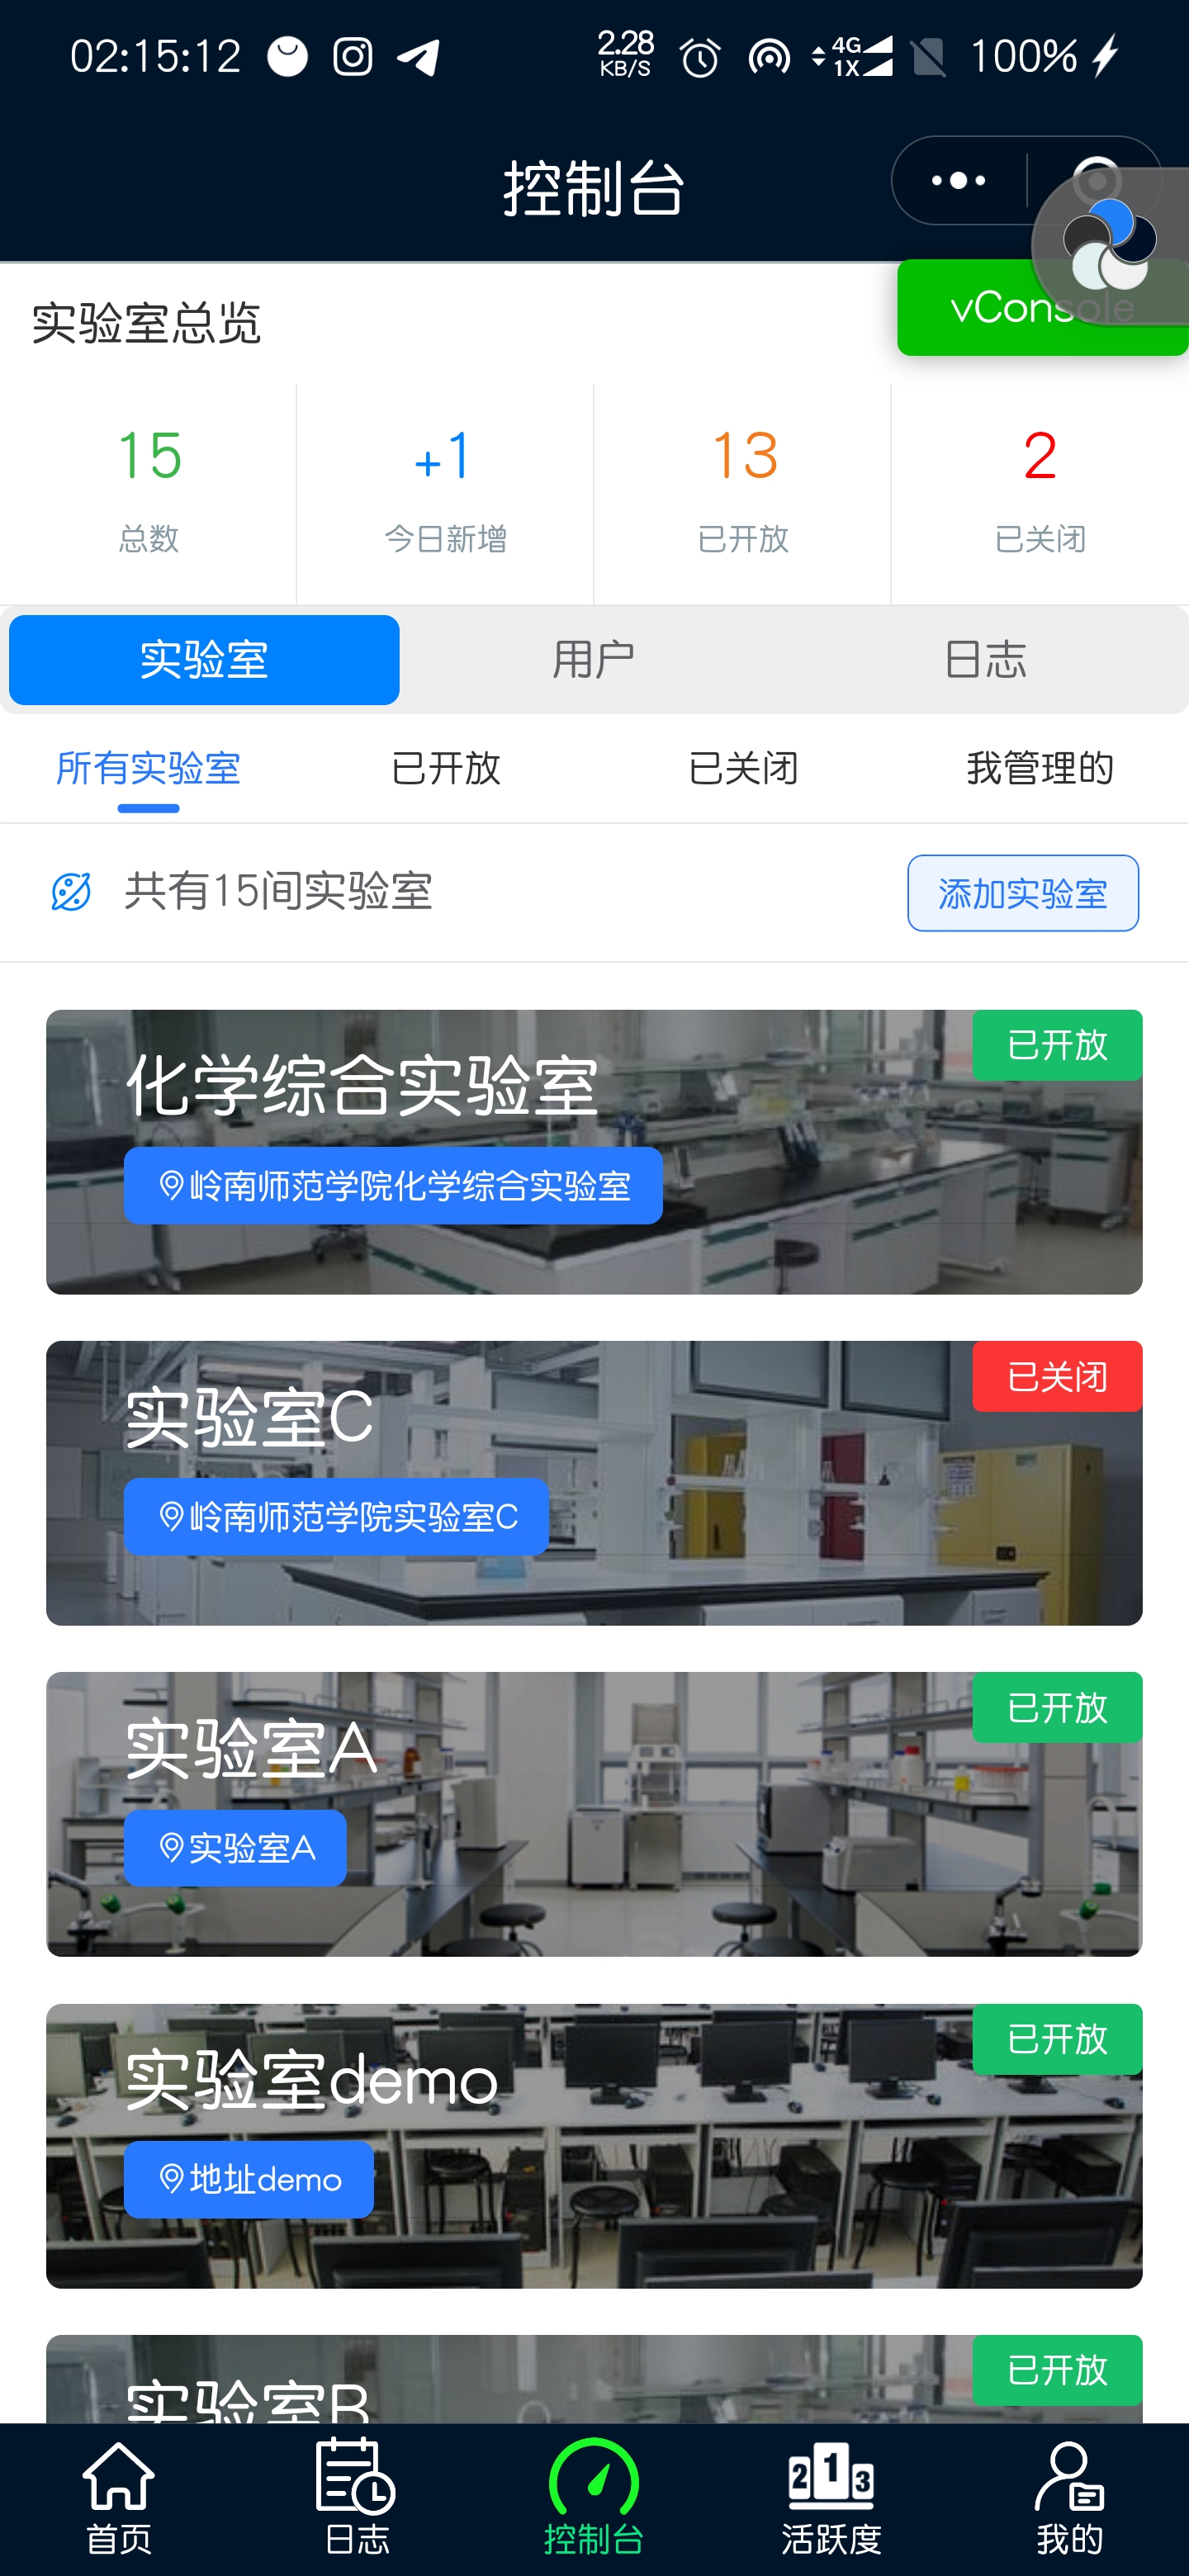 02:15:12 2.28 KB/S 4G 1X 100%
控制台
实验室总览
vConsole
15 +1 13 2
总数 今日新增 已开放 已关闭
实验室 用户 日志
所有实验室 已开放 已关闭 我管理的
共有15间实验室 添加实验室
已开放
化学综合实验室
岭南师范学院化学综合实验室
已关闭
实验室C
岭南师范学院实验室C
已开放
实验室A
实验室A
已开放
实验室demo
地址demo
已开放
实验室B
2 1 3
首页 日志 控制台 活跃度 我的